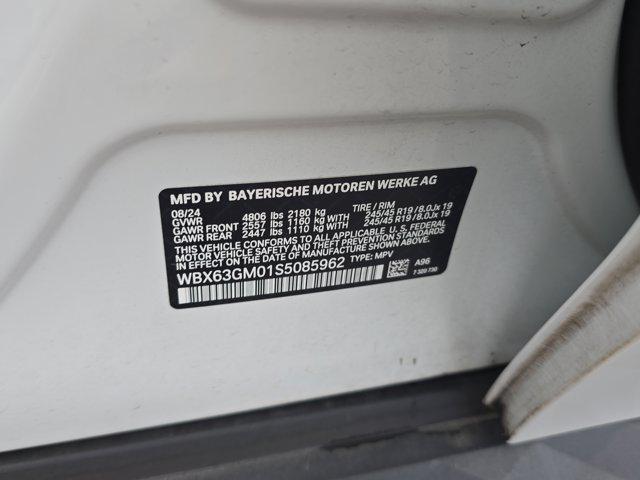 MFD BY BAYERISCHE MOTOREN WERKE AG
08/24 TIRE / RIM
GVWR 4806 lbs 2180 kg
GAWR FRONT 2557 lbs 1160 kg WITH 245/45 R19 / 8.0Jx 19
GAWR REAR 2447 lbs 1110 kg WITH 245/45 R19 / 8.0Jx 19
THIS VEHICLE CONFORMS TO ALL APPLICABLE U.S. FEDERAL
MOTOR VEHICLE SAFETY AND THEFT PREVENTION STANDARDS
IN EFFECT ON THE DATE OF MANUFACTURE SHOWN ABOVE.
WBX63GM01S5085962 TYPE: MPV
A96
7 320 730